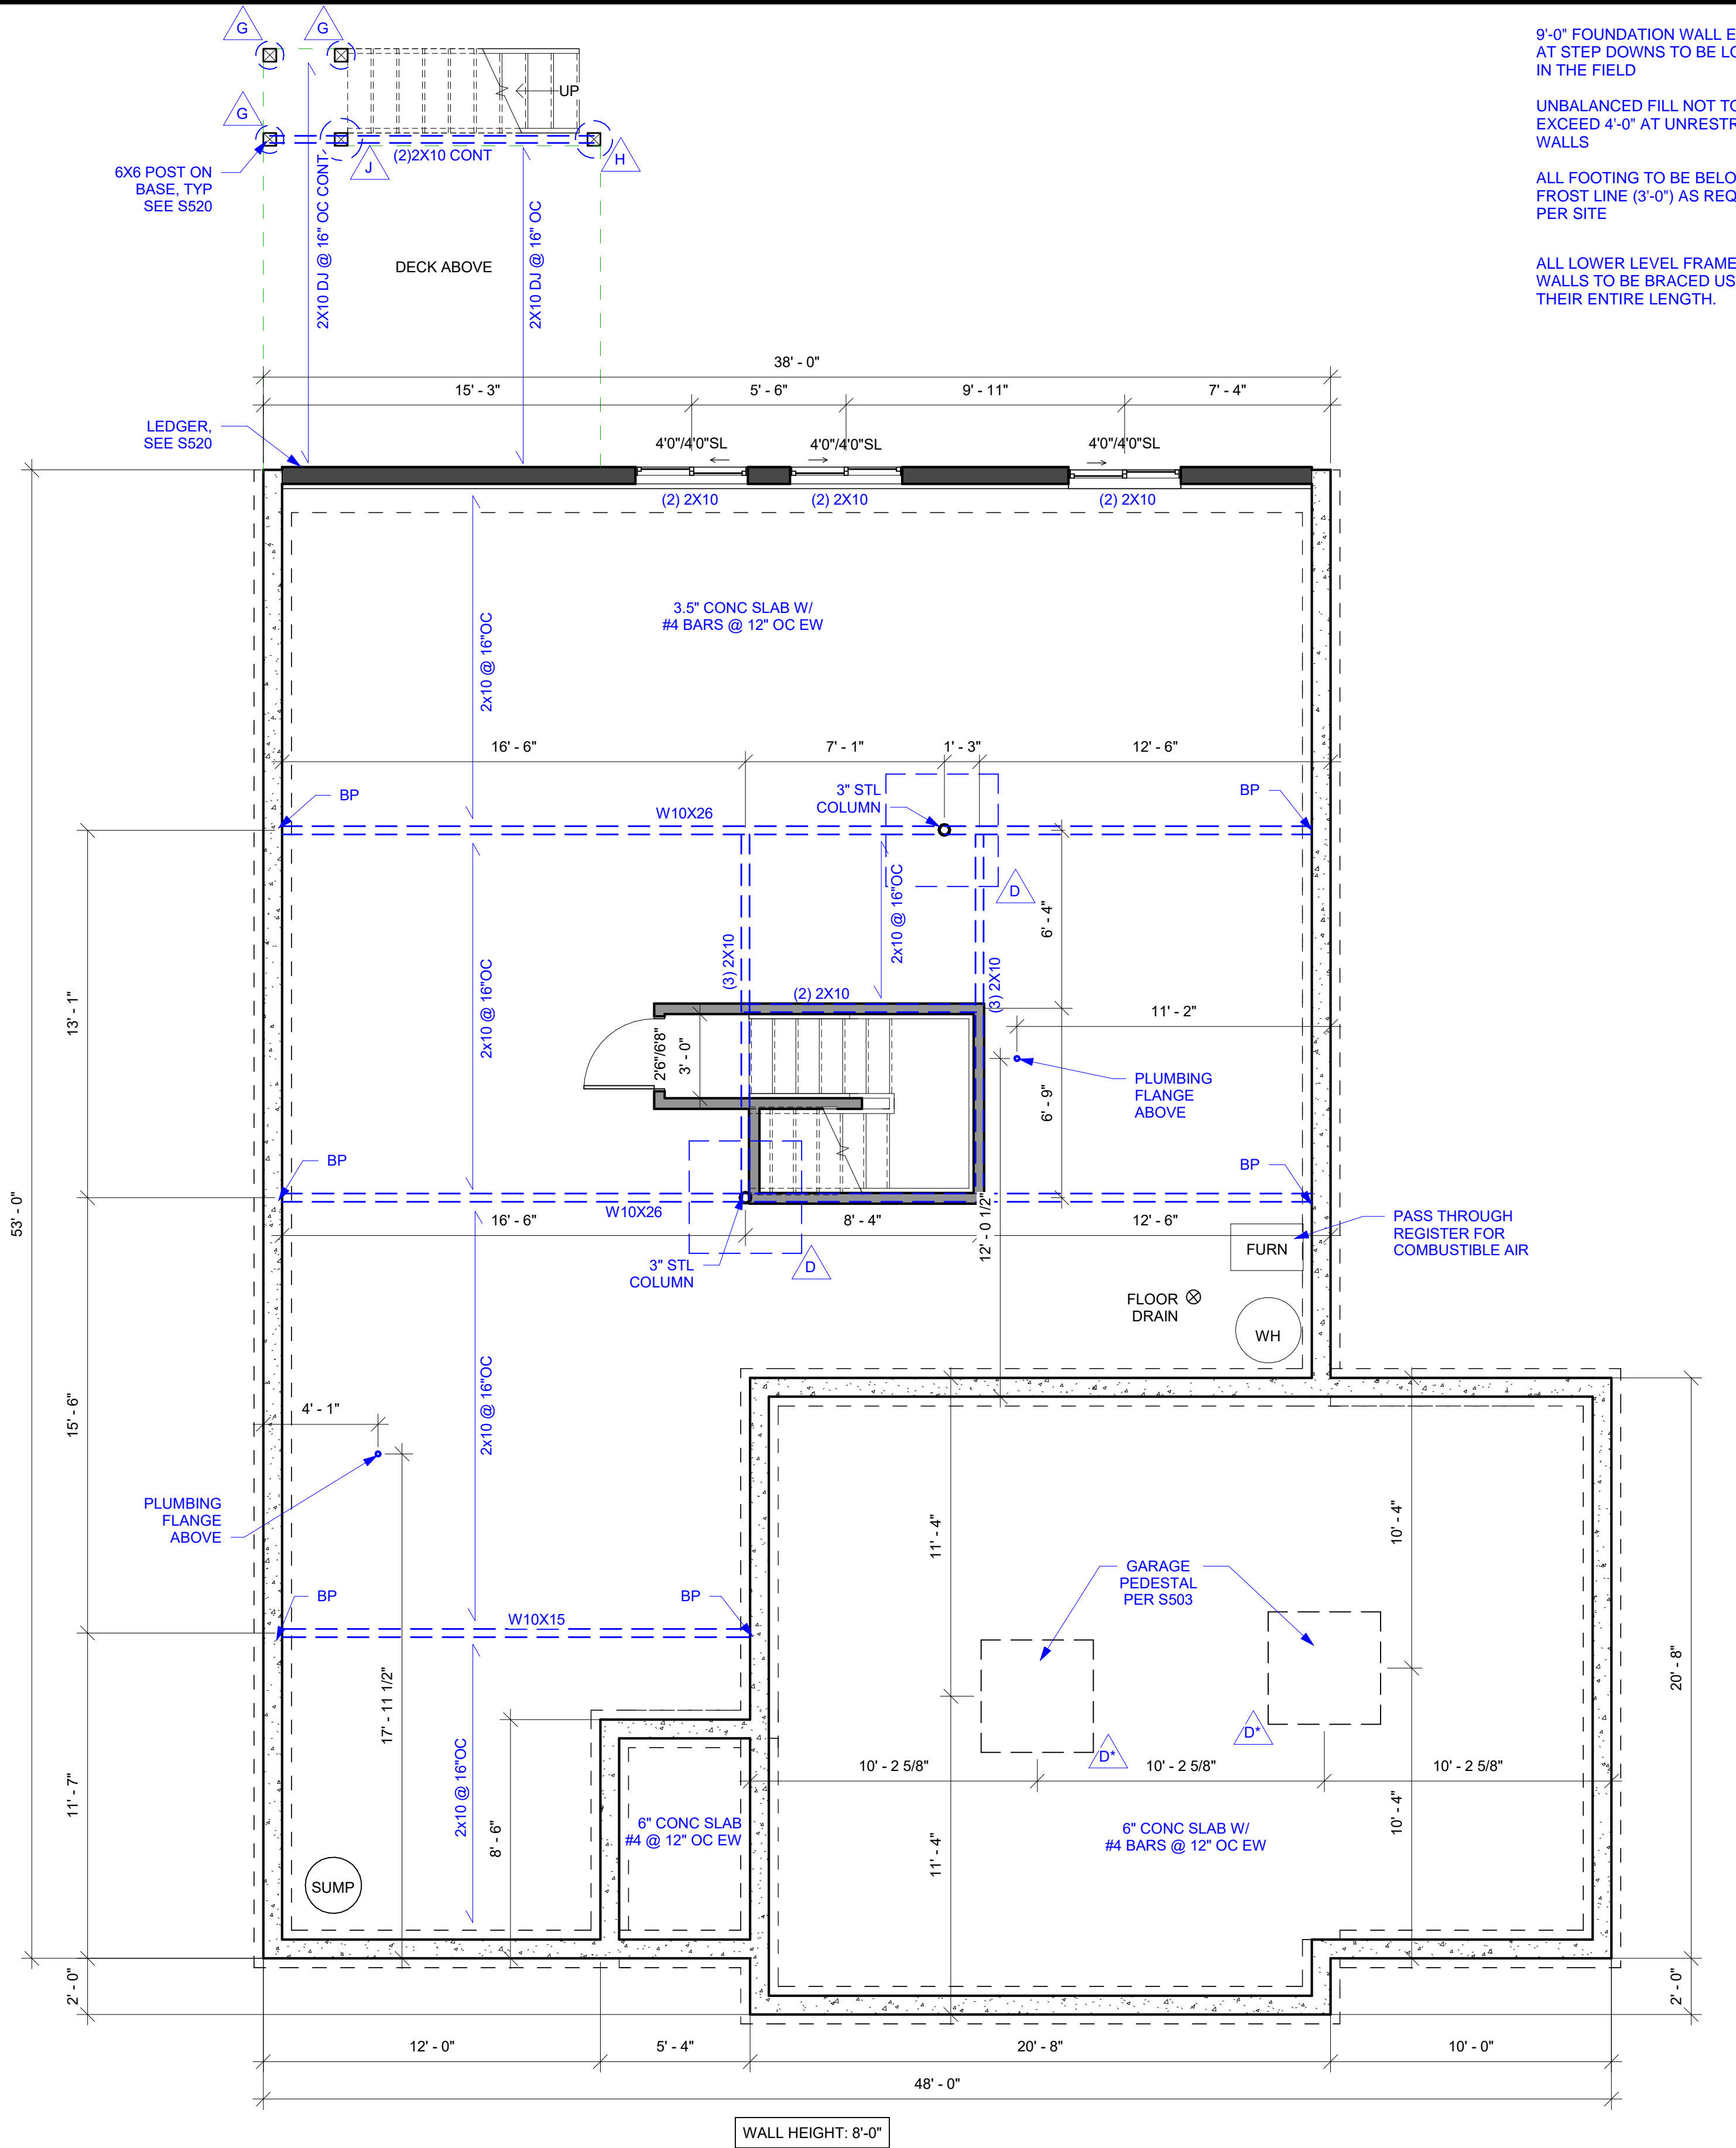 G
G
9'-0" FOUNDATION WALL E
AT STEP DOWNS TO BE LO
IN THE FIELD
UP
UNBALANCED FILL NOT TO
EXCEED 4'-0" AT UNRESTR
WALLS
G
(2)2X10 CONT
J
H
6X6 POST ON
BASE, TYP
SEE S520
ALL FOOTING TO BE BELO
FROST LINE (3'-0") AS REQ
PER SITE
2X10 DJ @ 16" OC CONT
2X10 DJ @ 16" OC
DECK ABOVE
ALL LOWER LEVEL FRAME
WALLS TO BE BRACED US
THEIR ENTIRE LENGTH.
38' - 0"
15' - 3"
5' - 6"
9' - 11"
7' - 4"
LEDGER,
SEE S520
4'0"/4'0"SL
4'0"/4'0"SL
4'0"/4'0"SL
(2) 2X10
(2) 2X10
(2) 2X10
3.5" CONC SLAB W/
#4 BARS @ 12" OC EW
2x10 @ 16"OC
16' - 6"
7' - 1"
1' - 3"
12' - 6"
BP
3" STL
COLUMN
BP
W10X26
D
2x10 @ 16"OC
6' - 4"
(3) 2X10
(2) 2X10
(3) 2X10
13' - 1"
2x10 @ 16"OC
11' - 2"
2'6"/6'8"
3' - 0"
PLUMBING
FLANGE
ABOVE
6' - 9"
BP
BP
53' - 0"
W10X26
16' - 6"
8' - 4"
12' - 0 1/2"
12' - 6"
PASS THROUGH
REGISTER FOR
COMBUSTIBLE AIR
FURN
3" STL
COLUMN
D
FLOOR
DRAIN
WH
2x10 @ 16"OC
15' - 6"
4' - 1"
PLUMBING
FLANGE
ABOVE
11' - 4"
10' - 4"
GARAGE
PEDESTAL
PER S503
BP
BP
W10X15
17' - 11 1/2"
20' - 8"
D*
D*
10' - 2 5/8"
10' - 2 5/8"
10' - 2 5/8"
11' - 7"
2x10 @ 16"OC
8' - 6"
6" CONC SLAB
#4 @ 12" OC EW
6" CONC SLAB W/
#4 BARS @ 12" OC EW
11' - 4"
10' - 4"
SUMP
2' - 0"
2' - 0"
12' - 0"
5' - 4"
20' - 8"
10' - 0"
48' - 0"
WALL HEIGHT: 8'-0"